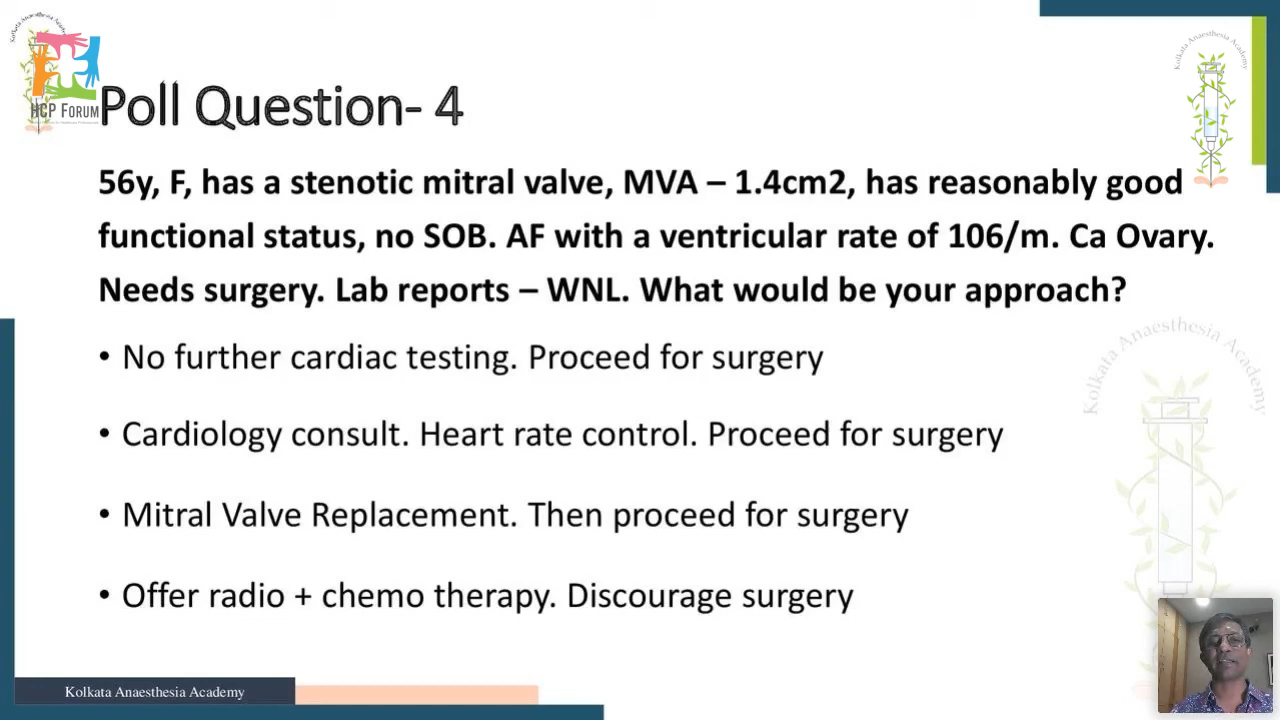 Kolkata Anaesthesia Academy
HCP FORUM
Poll Question- 4
56y, F, has a stenotic mitral valve, MVA – 1.4cm2, has reasonably good
functional status, no SOB. AF with a ventricular rate of 106/m. Ca Ovary.
Needs surgery. Lab reports – WNL. What would be your approach?
• No further cardiac testing. Proceed for surgery
• Cardiology consult. Heart rate control. Proceed for surgery
• Mitral Valve Replacement. Then proceed for surgery
• Offer radio + chemo therapy. Discourage surgery
Kolkata Anaesthesia Academy
Kolkata Anaesthesia Academy